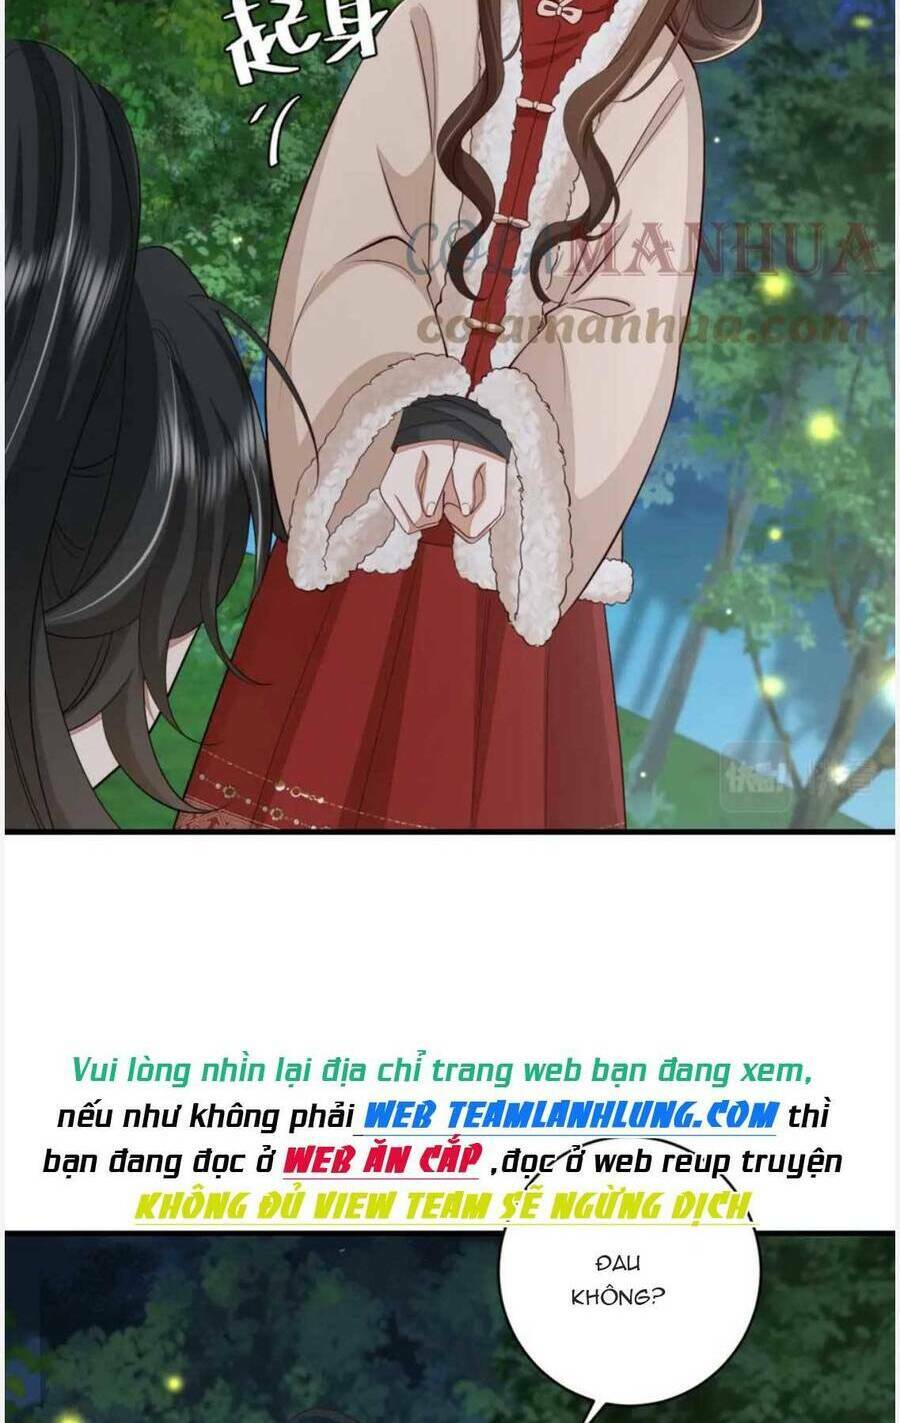 起身
COLAMANHUA
colamanhua.com
快看
Vui lòng nhìn lại địa chỉ trang web bạn đang xem,
nếu như không phải WEB TEAMLANHLUNG.COM thì
bạn đang đọc ở WEB ĂN CẮP ,đọc ở web reup truyện
KHÔNG ĐỦ VIEW TEAM SẼ NGỪNG DỊCH
ĐAU
KHÔNG?